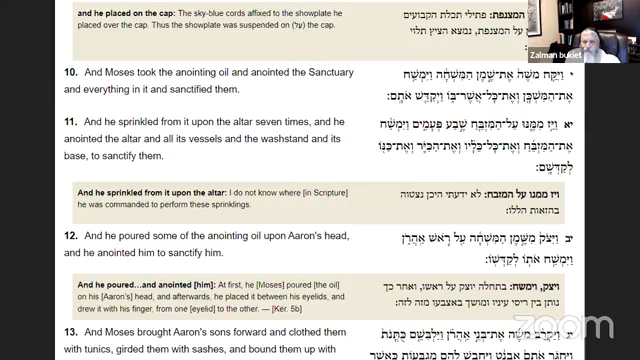 and he placed on the cap: The sky-blue cords affixed to the showplate he
placed over the cap. Thus the showplate was suspended on (עַל) the cap.
המצנפת: פתילי תכלת הקבועים
על המצנפת, נמצא הציץ תלוי
Zalman bukiet
10. And Moses took the anointing oil and anointed the Sanctuary
and everything in it and sanctified them.
י וַיִּקַּ֤ח משֶׁה֙ אֶת־שֶׁ֣מֶן הַמִּשְׁחָ֔ה וַיִּמְשַׁ֥ח
אֶת־הַמִּשְׁכָּ֖ן וְאֶת־כָּל־אֲשֶׁר־בּ֑וֹ וַיְקַדֵּ֖שׁ אֹתָֽם:
11. And he sprinkled from it upon the altar seven times, and he
anointed the altar and all its vessels and the washstand and its
base, to sanctify them.
יא וַיַּ֥ז מִמֶּ֛נּוּ עַל־הַמִּזְבֵּ֖חַ שֶׁ֣בַע פְּעָמִ֑ים וַיִּמְשַׁ֨ח
אֶת־הַמִּזְבֵּ֜חַ וְאֶת־כָּל־כֵּלָ֗יו וְאֶת־הַכִּיֹּ֛ר וְאֶת־כַּנּ֖וֹ
לְקַדְּשָֽׁם:
And he sprinkled from it upon the altar: I do not know where [in Scripture]
he was commanded to perform these sprinklings.
ויז ממנו על המזבח: לא ידעתי היכן נצטוה
בהזאות הללו:
12. And he poured some of the anointing oil upon Aaron's head,
and he anointed him to sanctify him.
יב וַיִּצֹק֙ מִשֶּׁ֣מֶן הַמִּשְׁחָ֔ה עַ֖ל רֹ֣אשׁ אַֽהֲרֹ֑ן
וַיִּמְשַׁ֥ח אֹת֖וֹ לְקַדְּשֽׁוֹ:
And he poured…and anointed [him]: At first, he [Moses] poured [the oil]
on his [Aaron's] head, and afterwards, he placed it between his eyelids, and
drew it with his finger, from one [eyelid] to the other. — [Ker. 5b]
ויצק, וימשח: בתחלה יוצק על ראשו, ואחר כך
נותן בין ריסי עיניו ומושך באצבעו מזה לזה:
zoom
13. And Moses brought Aaron's sons forward and clothed them
with tunics, girded them with sashes, and bound them up with
יג וַיַּקְרֵ֨ב משֶׁ֜ה אֶת־בְּנֵ֣י אַֽהֲרֹ֗ן וַיַּלְבִּשֵׁ֤ם כֻּתֳּנֹת֙
וַיַּחְגֹּ֤ר אֹתָם֙ אַבְנֵ֔ט וַיַּֽחֲבֹ֥שׁ לָהֶ֖ם מִגְבָּע֑וֹת כַּֽאֲשֶׁ֛ר